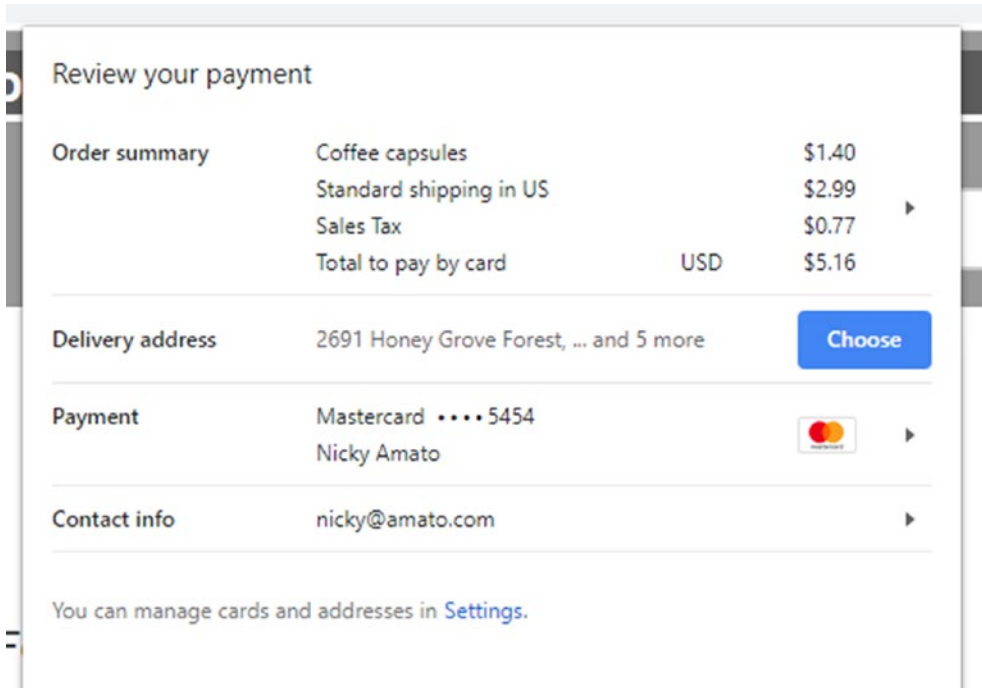 Review your payment
Order summary Coffee capsules $1.40
Standard shipping in US $2.99
Sales Tax $0.77
Total to pay by card USD $5.16
Delivery address 2691 Honey Grove Forest, ... and 5 more Choose
Payment Mastercard •••• 5454
Nicky Amato
Contact info nicky@amato.com
You can manage cards and addresses in Settings.